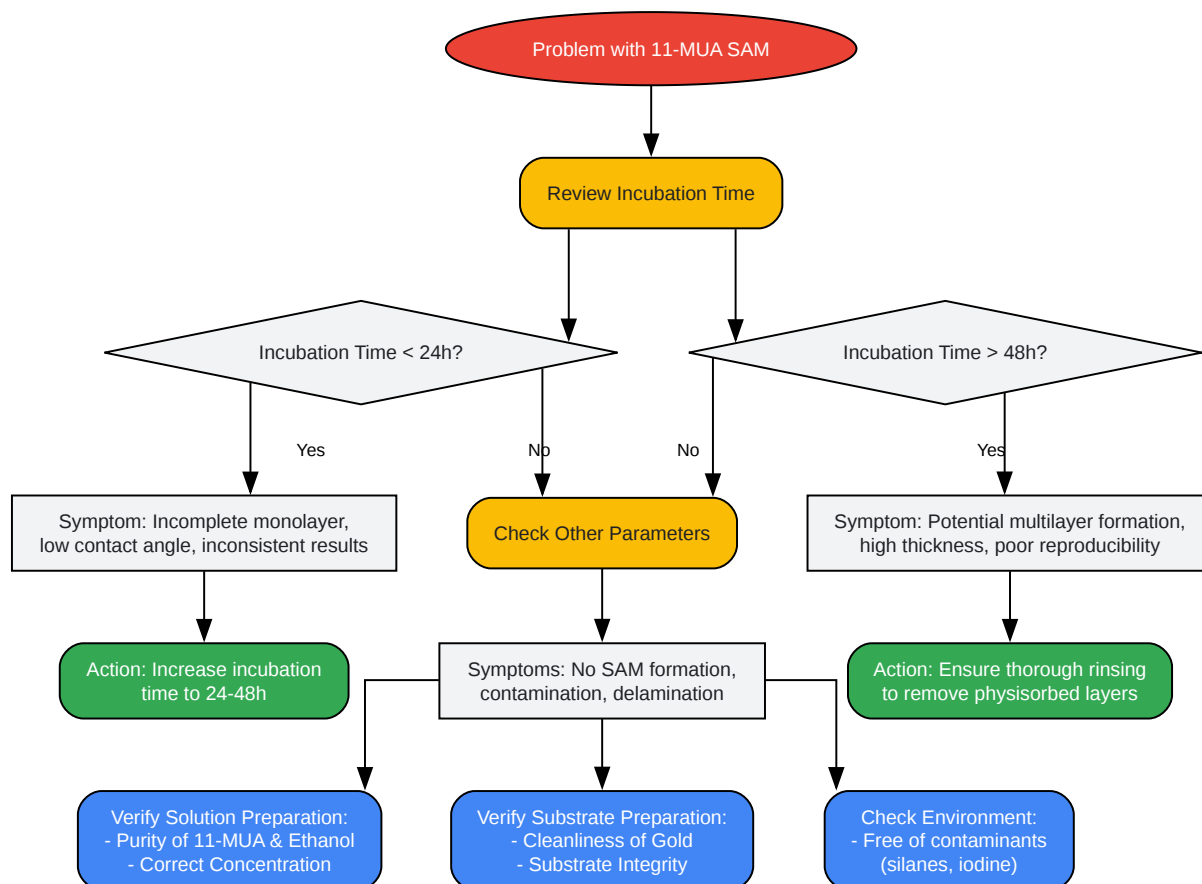 Problem with 11-MUA SAM
Review Incubation Time
Incubation Time < 24h?
Incubation Time > 48h?
Yes
No
No
Yes
Symptom: Incomplete monolayer,
low contact angle, inconsistent results
Check Other Parameters
Symptom: Potential multilayer formation,
high thickness, poor reproducibility
Action: Increase incubation
time to 24-48h
Symptoms: No SAM formation,
contamination, delamination
Action: Ensure thorough rinsing
to remove physisorbed layers
Verify Solution Preparation:
- Purity of 11-MUA & Ethanol
- Correct Concentration
Verify Substrate Preparation:
- Cleanliness of Gold
- Substrate Integrity
Check Environment:
- Free of contaminants
(silanes, iodine)